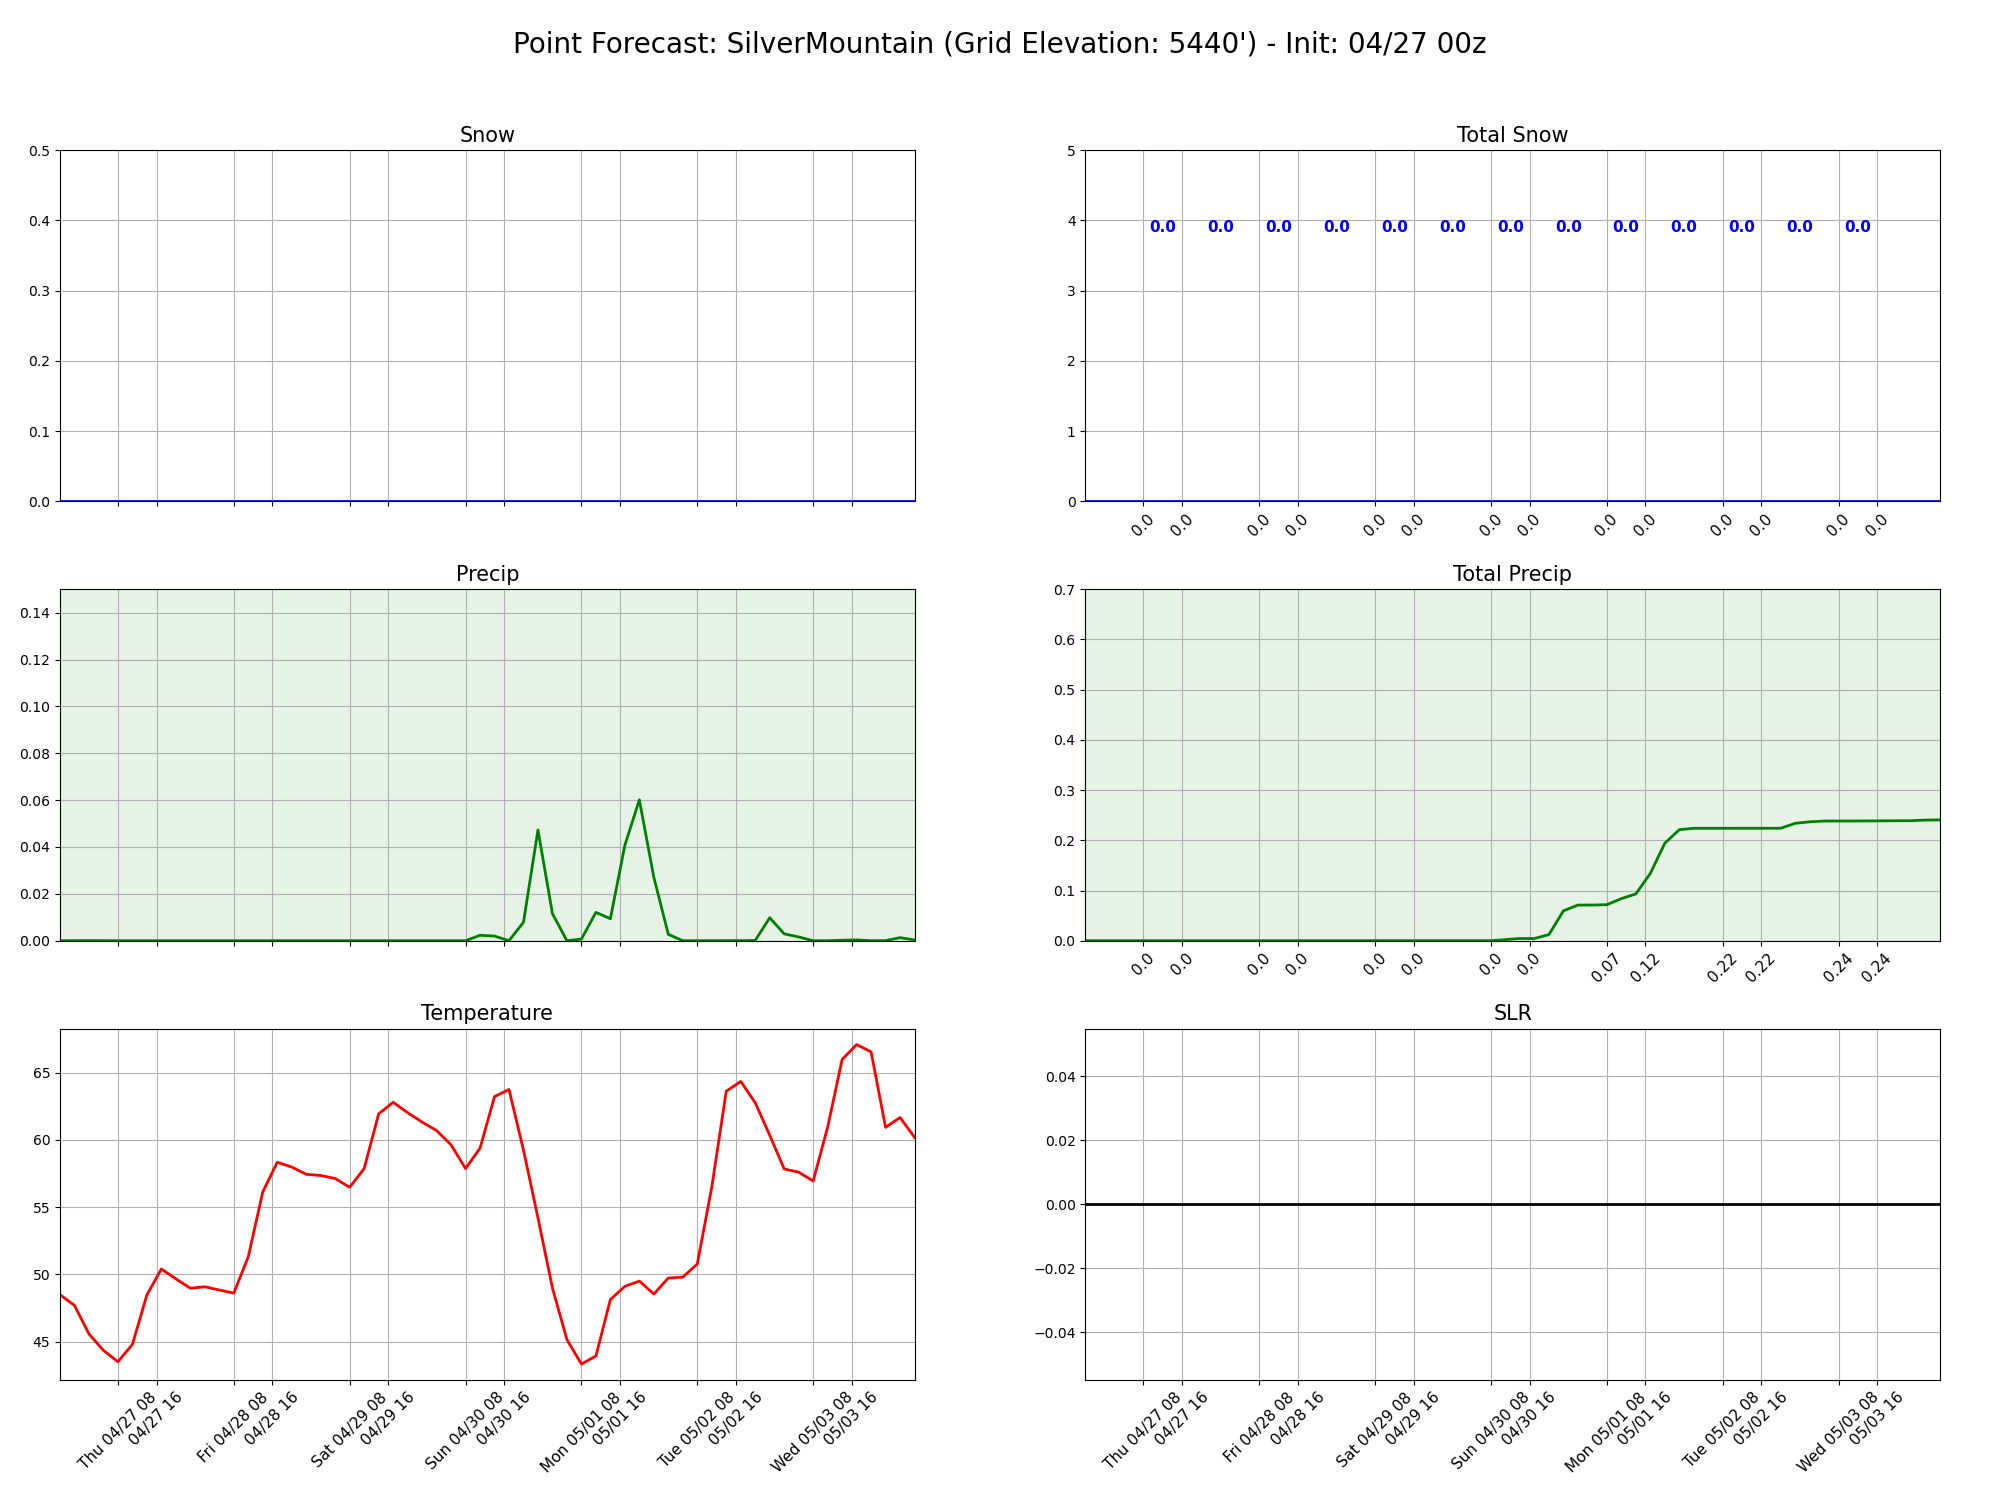 Point Forecast: SilverMountain (Grid Elevation: 5440') - Init: 04/27 00z
Snow
0.5
0.4
0.3
0.2
0.1
0.0
Total Snow
5
4
3
2
1
0
0.0 0.0 0.0 0.0 0.0 0.0 0.0 0.0 0.0 0.0 0.0 0.0 0.0
0.0 0.0 0.0 0.0 0.0 0.0 0.0 0.0 0.0 0.0 0.0 0.0 0.0 0.0
Precip
0.14
0.12
0.10
0.08
0.06
0.04
0.02
0.00
Total Precip
0.7
0.6
0.5
0.4
0.3
0.2
0.1
0.0
0.0 0.0 0.0 0.0 0.0 0.0 0.0 0.0 0.07 0.12 0.22 0.22 0.24 0.24
Temperature
65
60
55
50
45
Thu 04/27 08
04/27 16
Fri 04/28 08
04/28 16
Sat 04/29 08
04/29 16
Sun 04/30 08
04/30 16
Mon 05/01 08
05/01 16
Tue 05/02 08
05/02 16
Wed 05/03 08
05/03 16
SLR
0.04
0.02
0.00
−0.02
−0.04
Thu 04/27 08
04/27 16
Fri 04/28 08
04/28 16
Sat 04/29 08
04/29 16
Sun 04/30 08
04/30 16
Mon 05/01 08
05/01 16
Tue 05/02 08
05/02 16
Wed 05/03 08
05/03 16